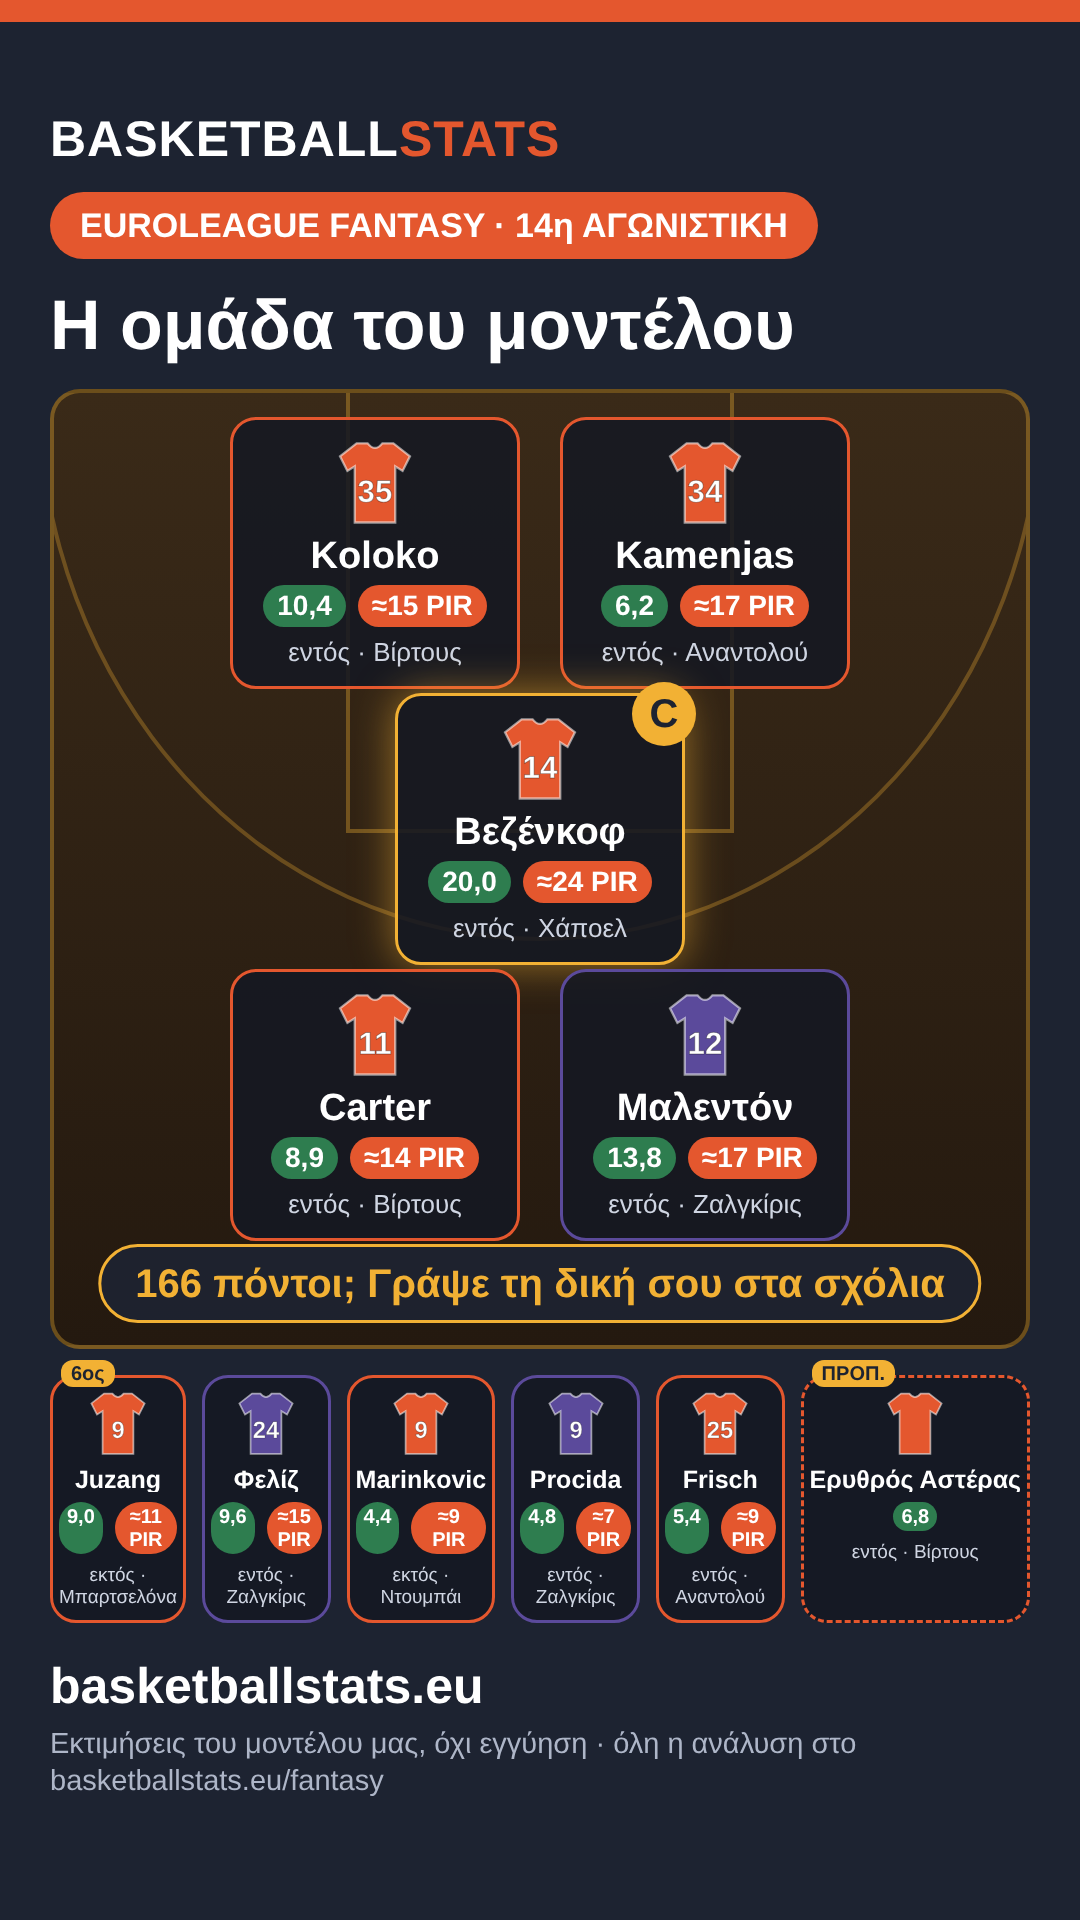 BASKETBALLSTATS
EUROLEAGUE FANTASY · 14η ΑΓΩΝΙΣΤΙΚΗ
Η ομάδα του μοντέλου
35
Koloko
10,4 ≈15 PIR
εντός · Βίρτους
34
Kamenjas
6,2 ≈17 PIR
εντός · Αναντολού
C
14
Βεζένκοφ
20,0 ≈24 PIR
εντός · Χάποελ
11
Carter
8,9 ≈14 PIR
εντός · Βίρτους
12
Μαλεντόν
13,8 ≈17 PIR
εντός · Ζαλγκίρις
166 πόντοι; Γράψε τη δική σου στα σχόλια
6ος
9
Juzang
9,0 ≈11
PIR
εκτός ·
Μπαρτσελόνα
24
Φελίζ
9,6 ≈15
PIR
εντός ·
Ζαλγκίρις
9
Marinkovic
4,4 ≈9
PIR
εκτός ·
Ντουμπάι
9
Procida
4,8 ≈7
PIR
εντός ·
Ζαλγκίρις
25
Frisch
5,4 ≈9
PIR
εντός ·
Αναντολού
ΠΡΟΠ.
Ερυθρός Αστέρας
6,8
εντός · Βίρτους
basketballstats.eu
Εκτιμήσεις του μοντέλου μας, όχι εγγύηση · όλη η ανάλυση στο
basketballstats.eu/fantasy